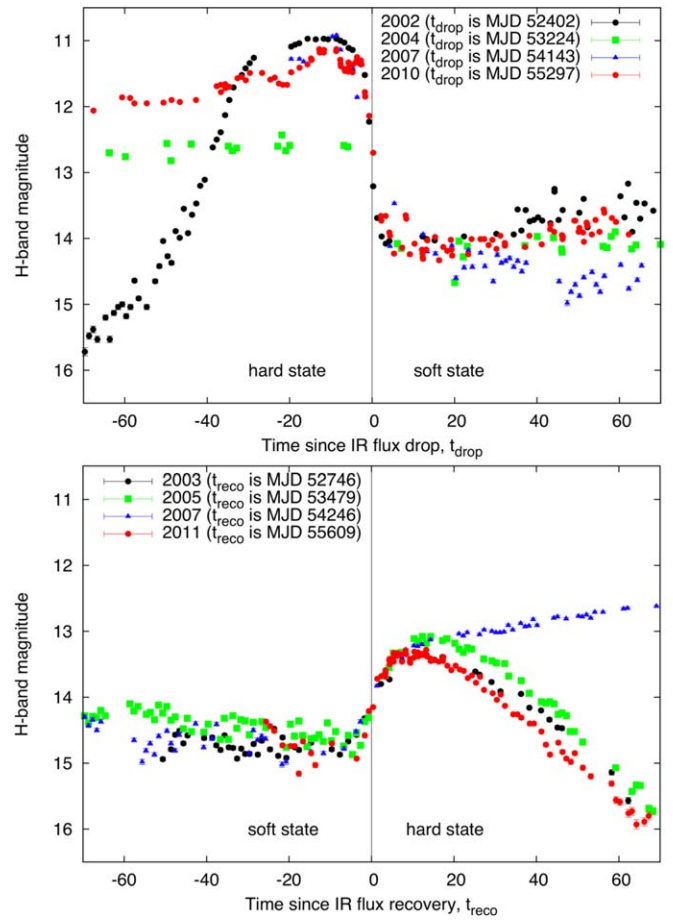 2002 (t_drop is MJD 52402)
2004 (t_drop is MJD 53224)
2007 (t_drop is MJD 54143)
2010 (t_drop is MJD 55297)
H-band magnitude
11
12
13
14
15
16
hard state soft state
-60 -40 -20 0 20 40 60
Time since IR flux drop, t_drop
2003 (t_reco is MJD 52746)
2005 (t_reco is MJD 53479)
2007 (t_reco is MJD 54246)
2011 (t_reco is MJD 55609)
H-band magnitude
11
12
13
14
15
16
soft state hard state
-60 -40 -20 0 20 40 60
Time since IR flux recovery, t_reco